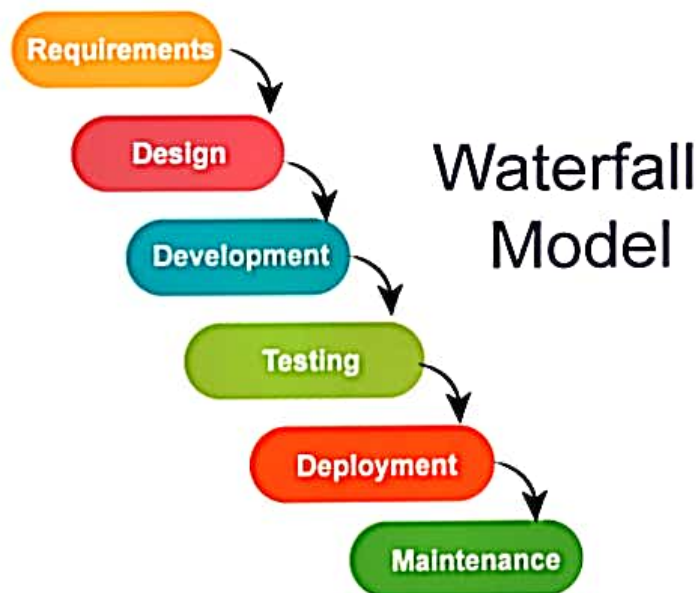 Requirements
Design
Waterfall
Model
Development
Testing
Deployment
Maintenance